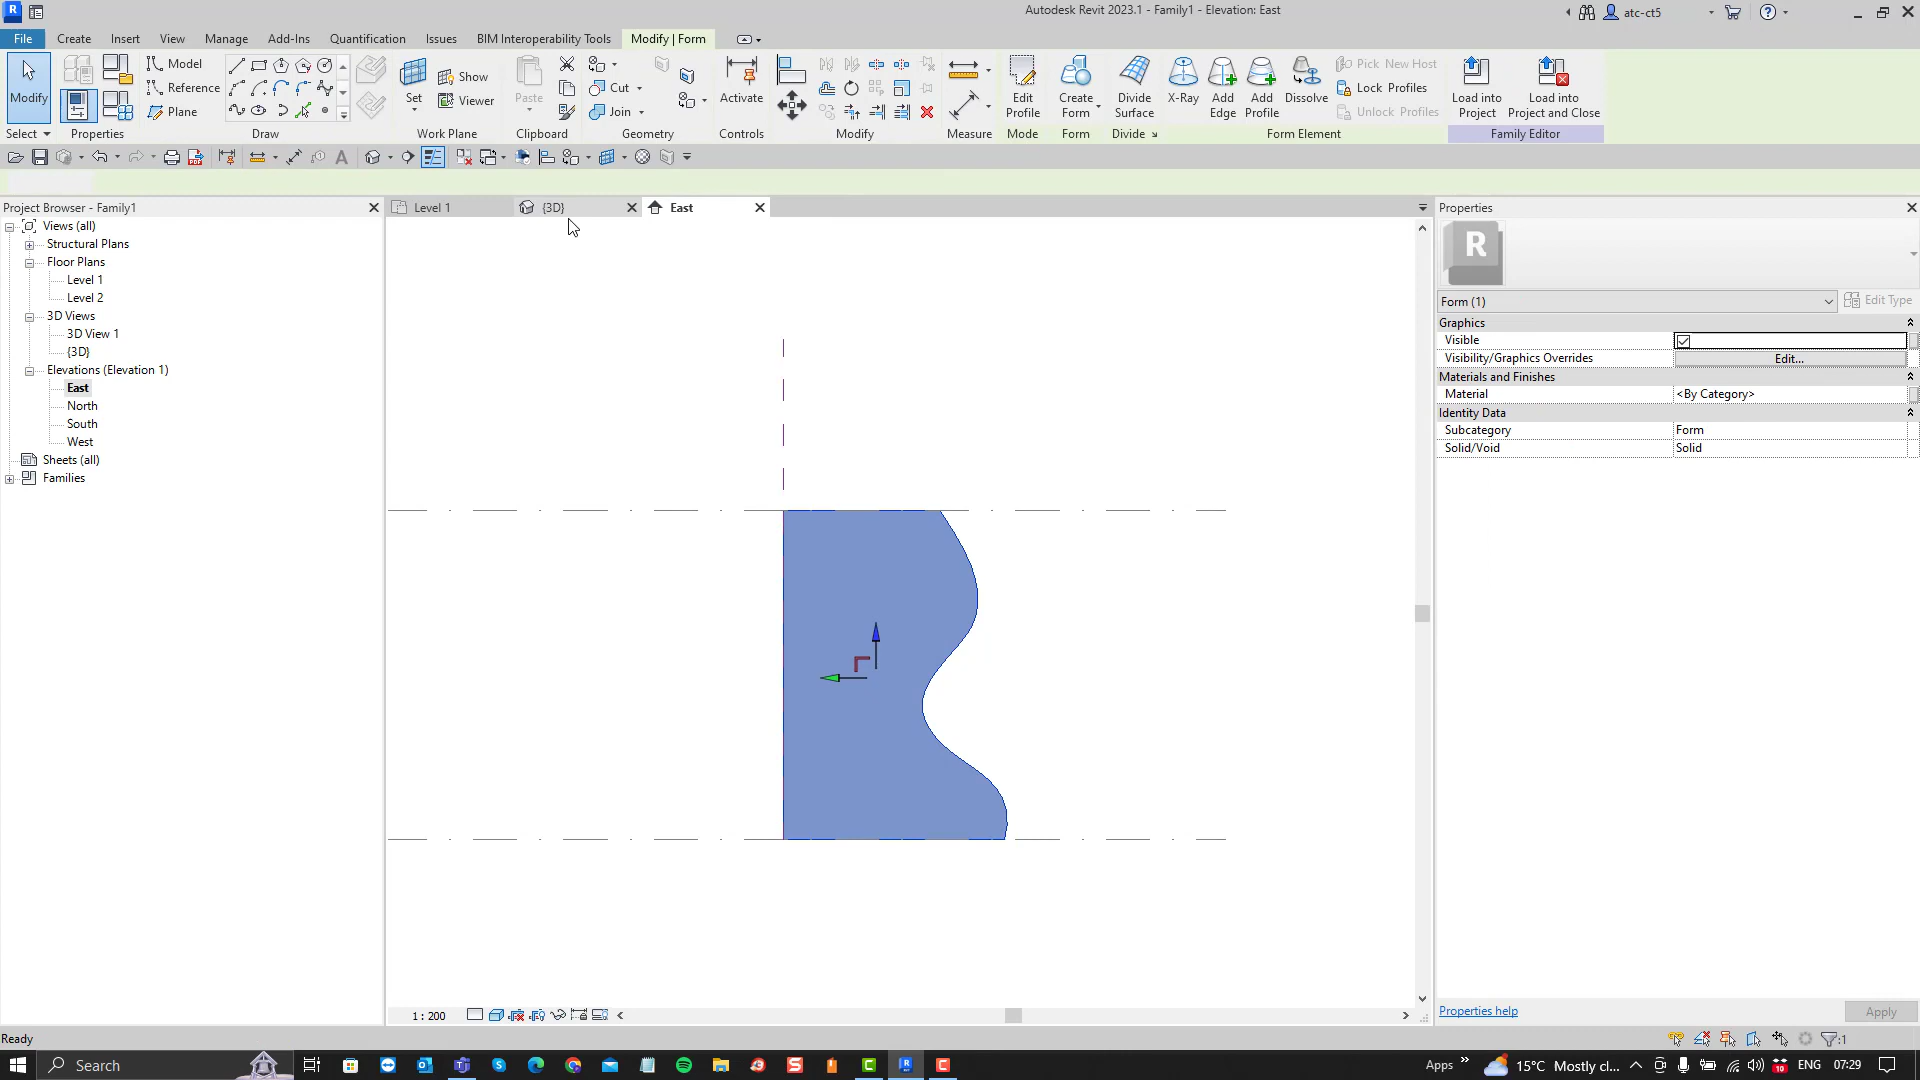 Autodesk Revit 2023.1 - Family1 - Elevation: East
atc-ct5
File Create Insert View Manage Add-Ins Quantification Issues BIM Interoperability Tools Modify | Form
Model
Reference
Plane
Set
Show
Viewer
Paste
Cut
Join
Activate
Edit Profile
Create Form
Divide Surface
X-Ray
Add Edge
Add Profile
Dissolve
Pick New Host
Lock Profiles
Unlock Profiles
Load into Project
Load into Project and Close
Modify
Select Properties Draw Work Plane Clipboard Geometry Controls Modify Measure Mode Form Divide Form Element Family Editor
Project Browser - Family1
Views (all)
Structural Plans
Floor Plans
Level 1
Level 2
3D Views
3D View 1
{3D}
Elevations (Elevation 1)
East
North
South
West
Sheets (all)
Families
Level 1
{3D}
East
1 : 200
Properties
R
Form (1)
Edit Type
Graphics
Visible
Visibility/Graphics Overrides Edit...
Materials and Finishes
Material <By Category>
Identity Data
Subcategory Form
Solid/Void Solid
Properties help
Apply
Ready
:1
Search
Apps
15°C Mostly cl...
ENG
07:29